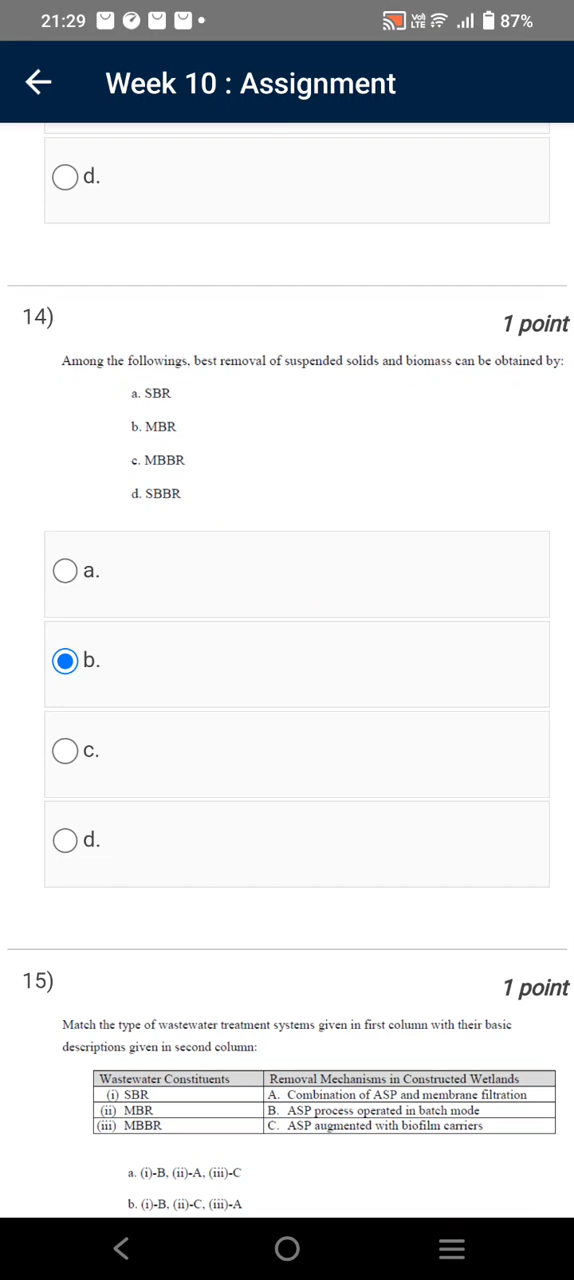 21:29 87%
Vo) LTE
Week 10 : Assignment
d.
14)
1 point
Among the followings, best removal of suspended solids and biomass can be obtained by:
a. SBR
b. MBR
c. MBBR
d. SBBR
a.
b.
c.
d.
15)
1 point
Match the type of wastewater treatment systems given in first column with their basic
descriptions given in second column:
Wastewater Constituents Removal Mechanisms in Constructed Wetlands
(i) SBR A. Combination of ASP and membrane filtration
(ii) MBR B. ASP process operated in batch mode
(iii) MBBR C. ASP augmented with biofilm carriers
a. (i)-B, (ii)-A, (iii)-C
b. (i)-B, (ii)-C, (iii)-A